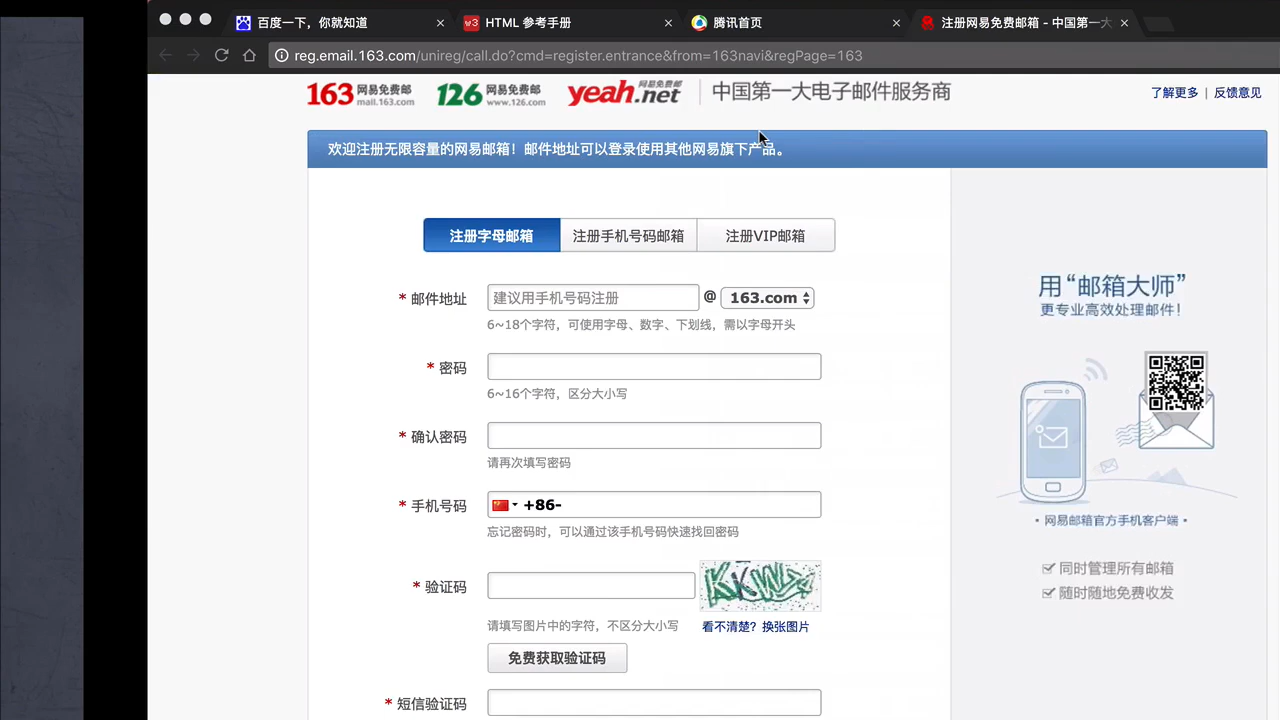 百度一下，你就知道
HTML 参考手册
腾讯首页
注册网易免费邮箱 - 中国第一大
reg.email.163.com/unireg/call.do?cmd=register.entrance&from=163navi&regPage=163
163 网易免费邮 mail.163.com
126 网易免费邮 www.126.com
yeah.net 网易免费邮
中国第一大电子邮件服务商
了解更多 | 反馈意见
欢迎注册无限容量的网易邮箱！邮件地址可以登录使用其他网易旗下产品。
注册字母邮箱
注册手机号码邮箱
注册VIP邮箱
* 邮件地址 建议用手机号码注册 @ 163.com
6~18个字符，可使用字母、数字、下划线，需以字母开头
* 密码
6~16个字符，区分大小写
* 确认密码
请再次填写密码
* 手机号码 +86-
忘记密码时，可以通过该手机号码快速找回密码
* 验证码
请填写图片中的字符，不区分大小写 看不清楚？换张图片
免费获取验证码
* 短信验证码
用“邮箱大师”
更专业高效处理邮件！
· 网易邮箱官方手机客户端 ·
同时管理所有邮箱
随时随地免费收发